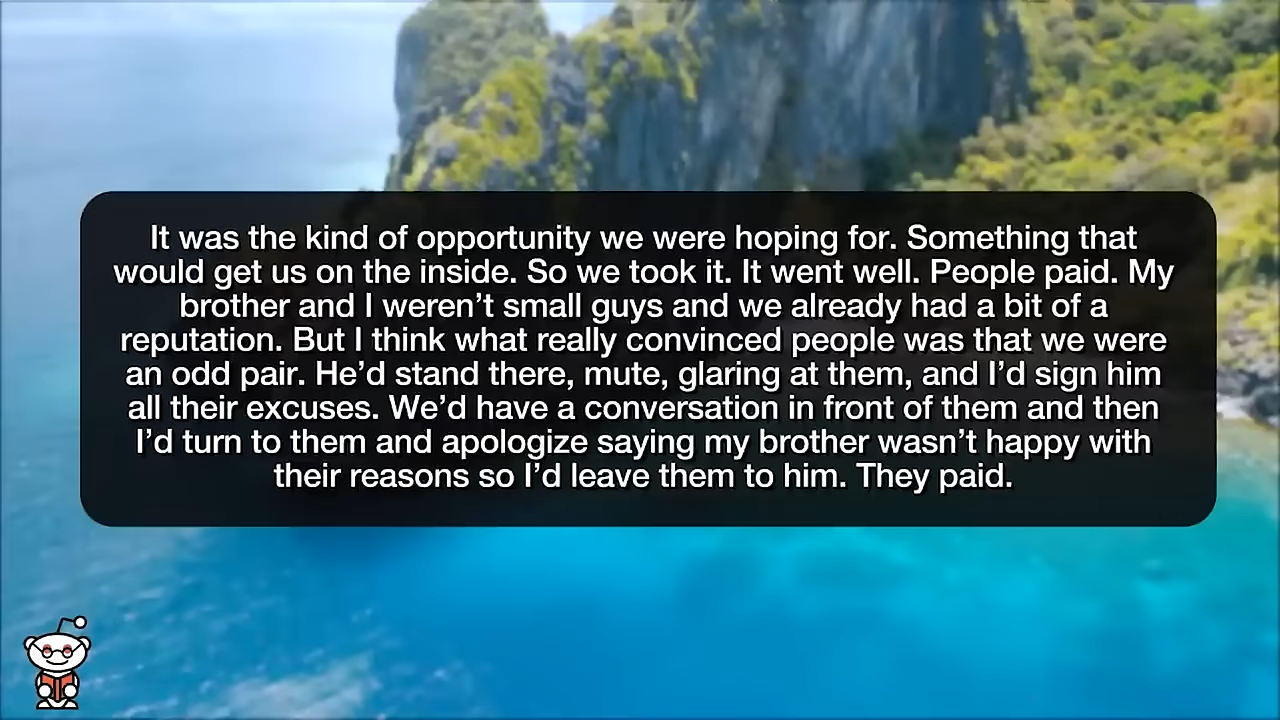 It was the kind of opportunity we were hoping for. Something that
would get us on the inside. So we took it. It went well. People paid. My
brother and I weren’t small guys and we already had a bit of a
reputation. But I think what really convinced people was that we were
an odd pair. He’d stand there, mute, glaring at them, and I’d sign him
all their excuses. We’d have a conversation in front of them and then
I’d turn to them and apologize saying my brother wasn’t happy with
their reasons so I’d leave them to him. They paid.